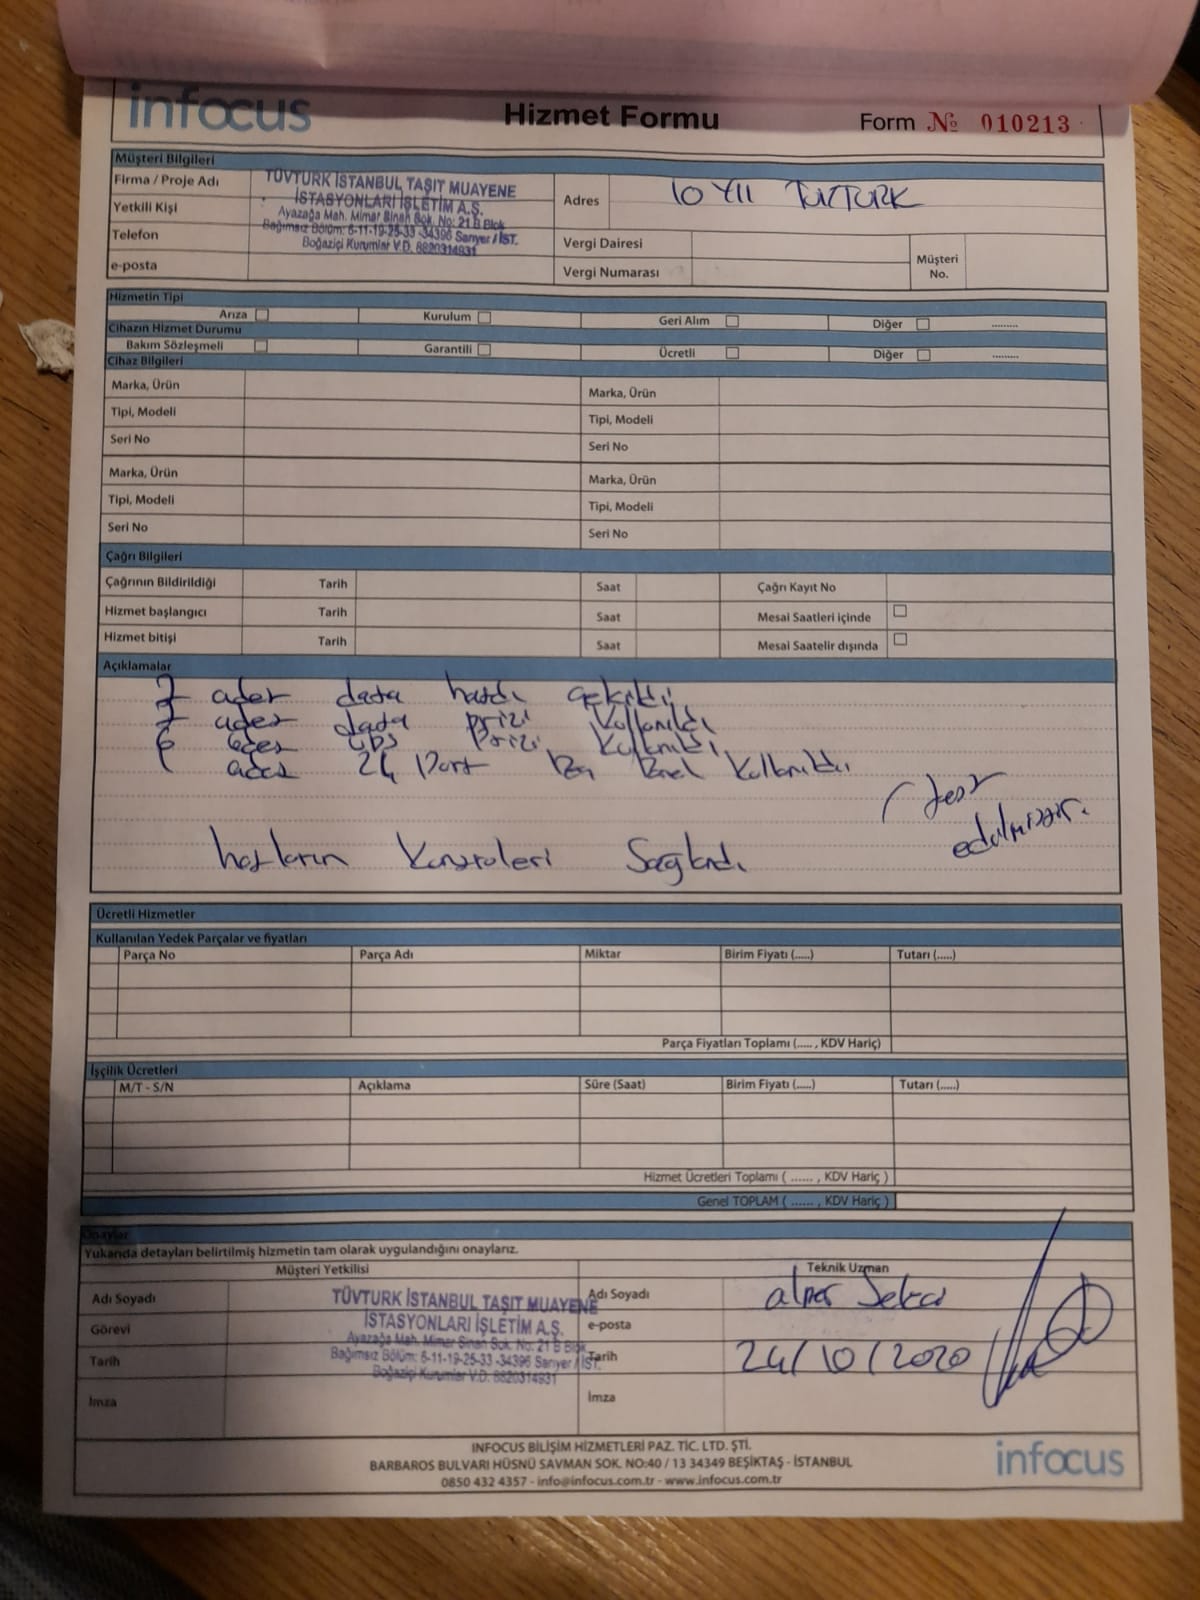 infocus
Hizmet Formu
Form № 010213
Müşteri Bilgileri
Firma / Proje Adı
TÜVTURK İSTANBUL TAŞIT MUAYENE
İSTASYONLARI İŞLETİM A.Ş.
Ayazağa Mah. Mimar Sinan Sok. No: 21 B Blok
Bağımsız Bölüm: 6-11-19-25-33 -34396 Sarıyer / İST.
Boğaziçi Kurumlar V.D. 8820314931
Yetkili Kişi
Telefon
e-posta
Adres
10 YIL TÜVTURK
Vergi Dairesi
Vergi Numarası
Müşteri
No.
Hizmetin Tipi
Arıza Kurulum Geri Alım Diğer .........
Cihazın Hizmet Durumu
Bakım Sözleşmeli Garantili Ücretli Diğer .........
Cihaz Bilgileri
Marka, Ürün Marka, Ürün
Tipi, Modeli Tipi, Modeli
Seri No Seri No
Marka, Ürün Marka, Ürün
Tipi, Modeli Tipi, Modeli
Seri No Seri No
Çağrı Bilgileri
Çağrının Bildirildiği Tarih Saat Çağrı Kayıt No
Hizmet başlangıcı Tarih Saat Mesai Saatleri içinde
Hizmet bitişi Tarih Saat Mesai Saatelir dışında
Açıklamalar
7 adet data hattı çekildi
7 adet data prizi kullanıldı
6 adet ups prizi kullanıldı
adet 24 Port Panel kullanıldı
test
edilmiştir.
hatların kontroleri Sağlandı
Ücretli Hizmetler
Kullanılan Yedek Parçalar ve fiyatları
Parça No Parça Adı Miktar Birim Fiyatı (.....) Tutarı (.....)
Parça Fiyatları Toplamı (..... , KDV Hariç)
İşçilik Ücretleri
M/T - S/N Açıklama Süre (Saat) Birim Fiyatı (.....) Tutarı (.....)
Hizmet Ücretleri Toplamı ( ...... , KDV Hariç )
Genel TOPLAM ( ...... , KDV Hariç )
Onaylar
Yukarıda detayları belirtilmiş hizmetin tam olarak uygulandığını onaylarız.
Müşteri Yetkilisi
Adı Soyadı
Görevi
Tarih
İmza
TÜVTURK İSTANBUL TAŞIT MUAYENE
İSTASYONLARI İŞLETİM A.Ş.
Ayazağa Mah. Mimar Sinan Sok. No: 21 B Blok
Bağımsız Bölüm: 6-11-19-25-33 -34396 Sarıyer / İST.
Boğaziçi Kurumlar V.D. 8820314931
Teknik Uzman
Adı Soyadı alper
e-posta
Tarih 24/10/2020
İmza
INFOCUS BİLİŞİM HİZMETLERİ PAZ. TİC. LTD. ŞTİ.
BARBAROS BULVARI HÜSNÜ SAVMAN SOK. NO:40 / 13 34349 BEŞİKTAŞ - İSTANBUL
0850 432 4357 - info@infocus.com.tr - www.infocus.com.tr
infocus